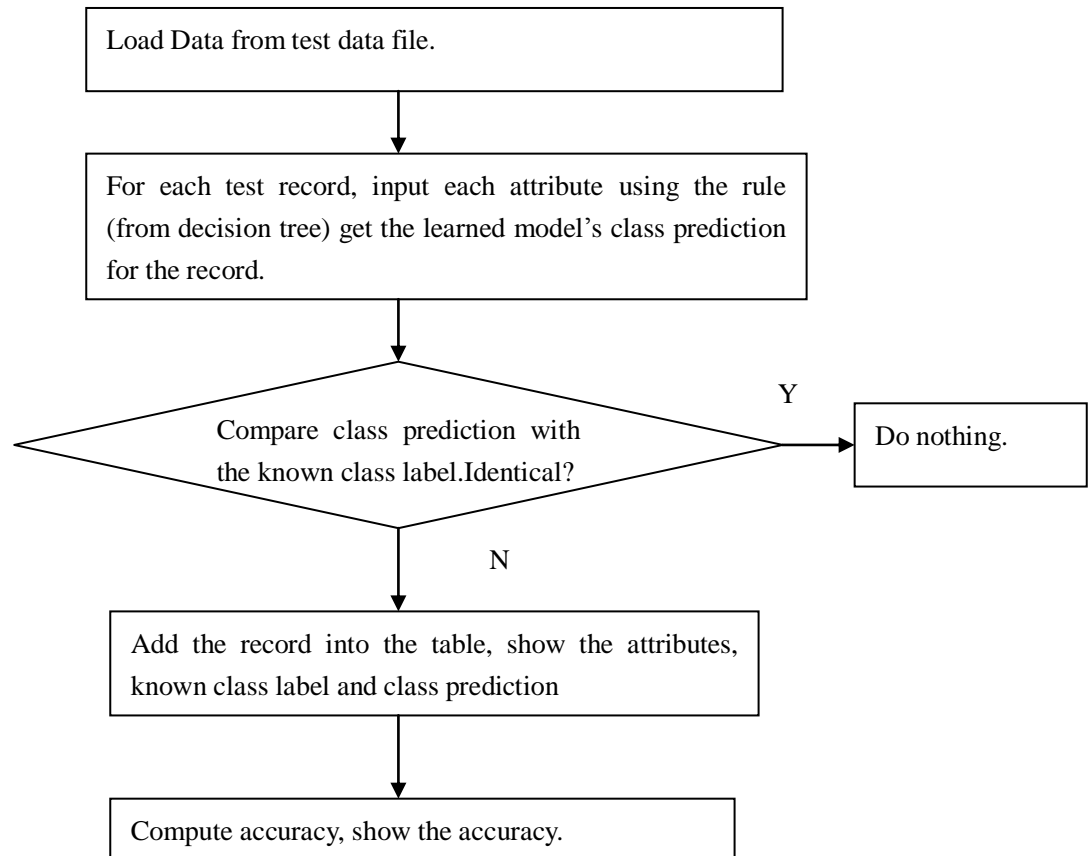 Load Data from test data file.
For each test record, input each attribute using the rule
(from decision tree) get the learned model’s class prediction
for the record.
Y
Compare class prediction with
the known class label.Identical?
Do nothing.
N
Add the record into the table, show the attributes,
known class label and class prediction
Compute accuracy, show the accuracy.